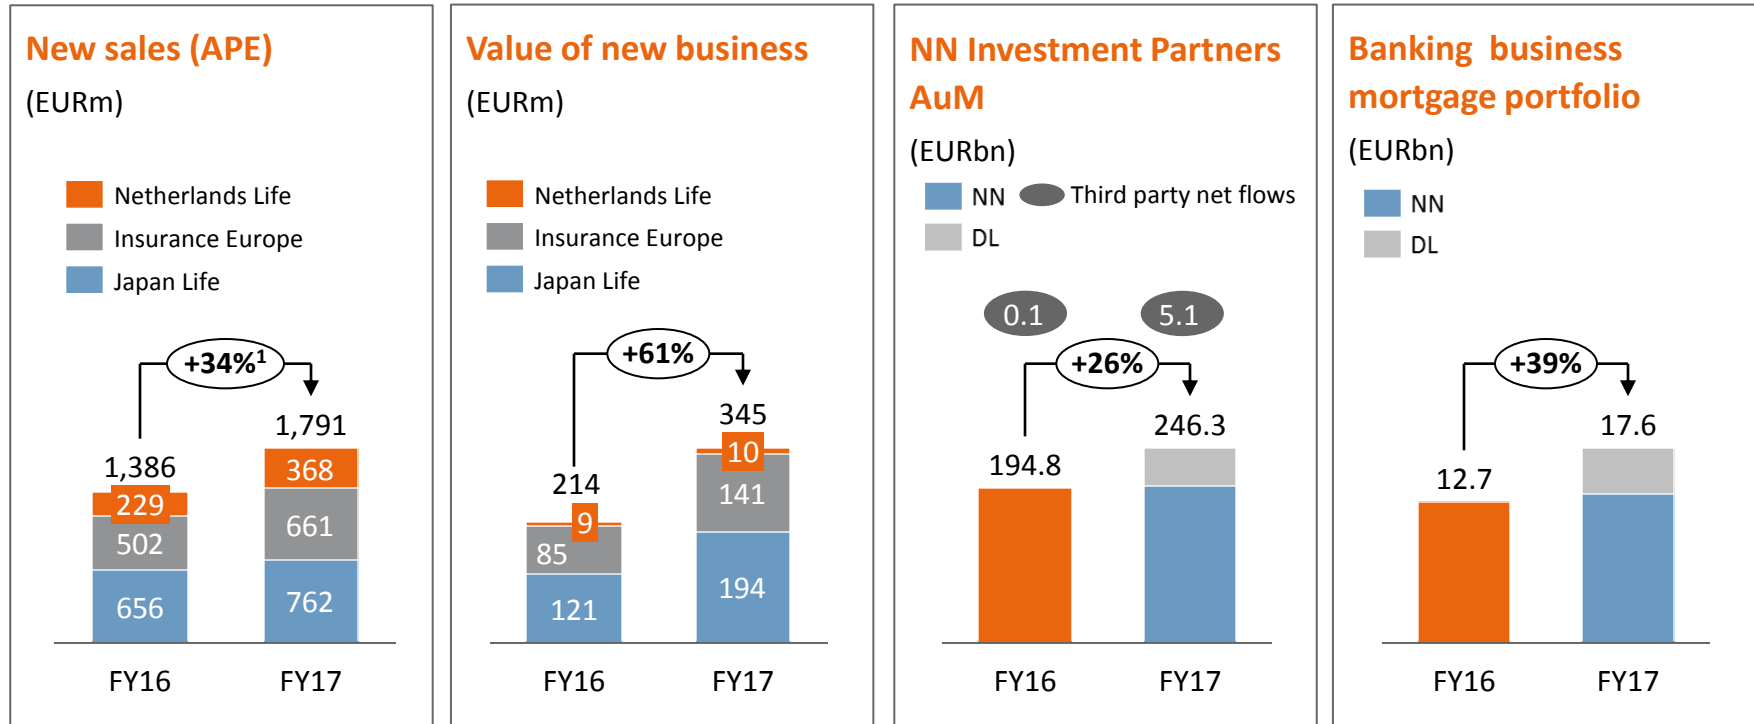 New sales (APE)
(EURm)
Netherlands Life
Insurance Europe
Japan Life
+34%1
1,386
1,791
229
368
502
661
656
762
FY16
FY17
Value of new business
(EURm)
Netherlands Life
Insurance Europe
Japan Life
+61%
214
345
9
10
85
141
121
194
FY16
FY17
NN Investment Partners
AuM
(EURbn)
NN
Third party net flows
DL
0.1
5.1
+26%
194.8
246.3
FY16
FY17
Banking business
mortgage portfolio
(EURbn)
NN
DL
+39%
12.7
17.6
FY16
FY17